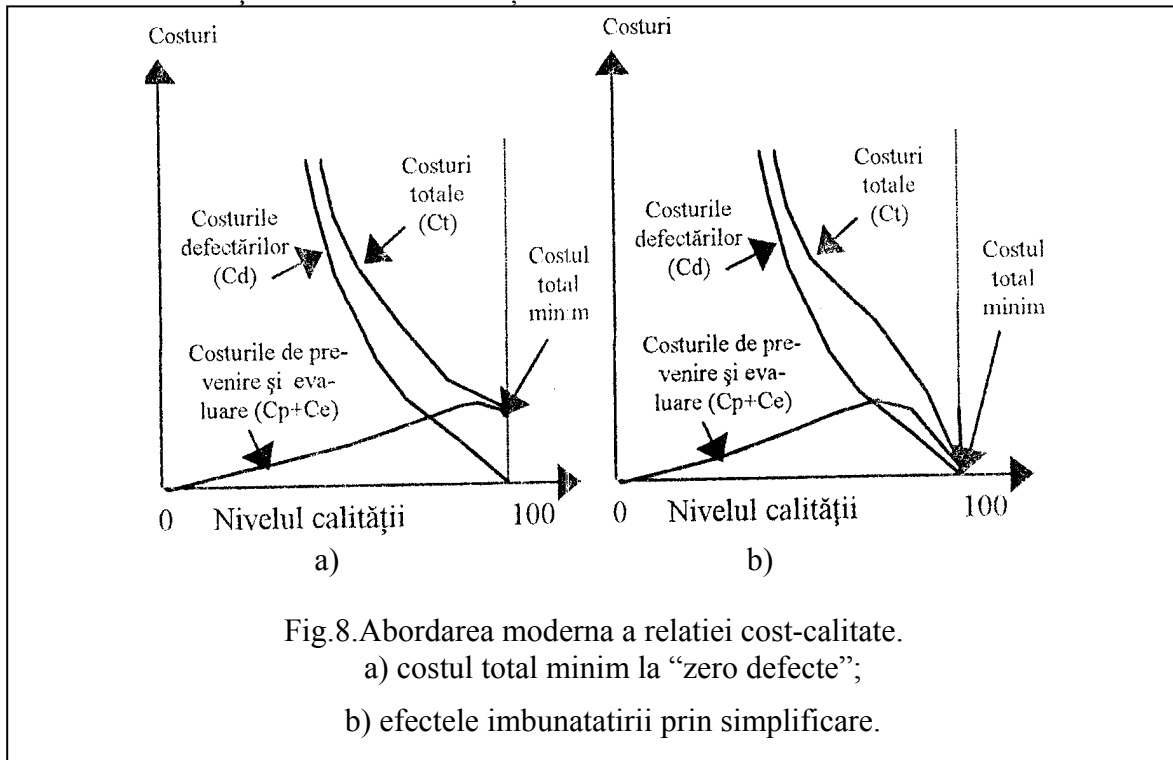 Costuri
Costuri
totale
(Ct)
Costurile
defectărilor
(Cd)
Costul
total
minim
Costurile de pre-
venire şi eva-
luare (Cp+Ce)
0
Nivelul calităţii
100
a)
Costuri
Costuri
totale
(Ct)
Costurile
defectărilor
(Cd)
Costul
total
minim
Costurile de pre-
venire şi eva-
luare (Cp+Ce)
0
Nivelul calităţii
100
b)
Fig.8.Abordarea moderna a relatiei cost-calitate.
a) costul total minim la “zero defecte”;
b) efectele imbunatatirii prin simplificare.